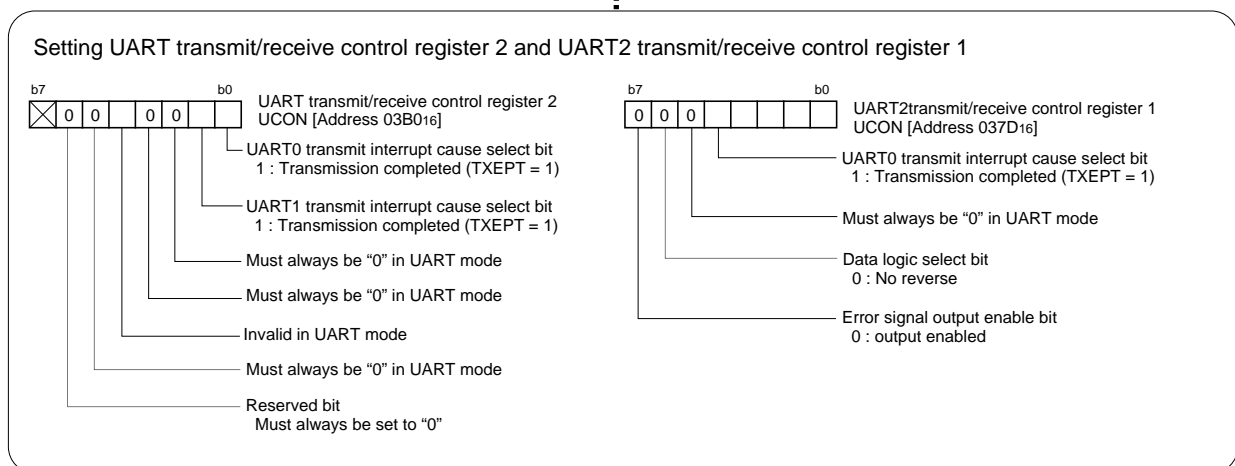 Setting UART transmit/receive control register 2 and UART2 transmit/receive control register 1
b7 b0
0 0 0 0
UART transmit/receive control register 2
UCON [Address 03B016]
UART0 transmit interrupt cause select bit
1 : Transmission completed (TXEPT = 1)
UART1 transmit interrupt cause select bit
1 : Transmission completed (TXEPT = 1)
Must always be “0” in UART mode
Must always be “0” in UART mode
Invalid in UART mode
Must always be “0” in UART mode
Reserved bit
Must always be set to “0”
b7 b0
0 0 0
UART2transmit/receive control register 1
UCON [Address 037D16]
UART0 transmit interrupt cause select bit
1 : Transmission completed (TXEPT = 1)
Must always be “0” in UART mode
Data logic select bit
0 : No reverse
Error signal output enable bit
0 : output enabled